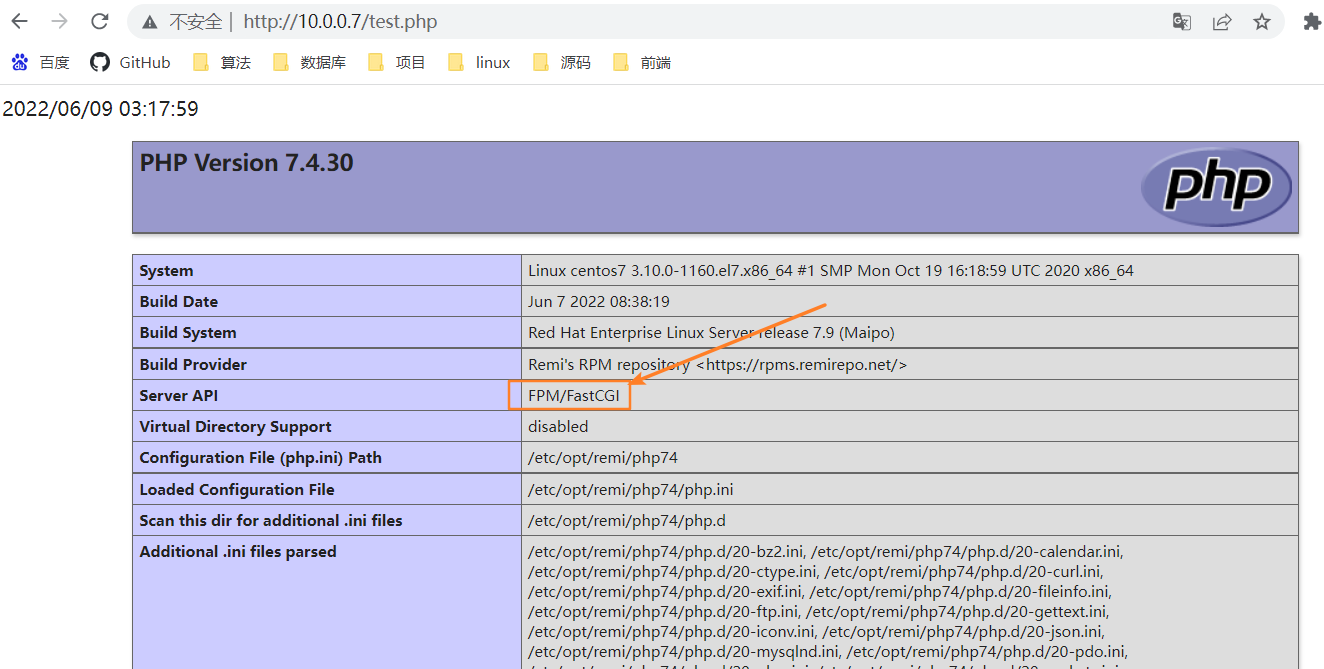 不安全 | http://10.0.0.7/test.php
百度 GitHub 算法 数据库 项目 linux 源码 前端
2022/06/09 03:17:59
PHP Version 7.4.30
php
System Linux centos7 3.10.0-1160.el7.x86_64 #1 SMP Mon Oct 19 16:18:59 UTC 2020 x86_64
Build Date Jun 7 2022 08:38:19
Build System Red Hat Enterprise Linux Server release 7.9 (Maipo)
Build Provider Remi's RPM repository <https://rpms.remirepo.net/>
Server API FPM/FastCGI
Virtual Directory Support disabled
Configuration File (php.ini) Path /etc/opt/remi/php74
Loaded Configuration File /etc/opt/remi/php74/php.ini
Scan this dir for additional .ini files /etc/opt/remi/php74/php.d
Additional .ini files parsed /etc/opt/remi/php74/php.d/20-bz2.ini, /etc/opt/remi/php74/php.d/20-calendar.ini,
/etc/opt/remi/php74/php.d/20-ctype.ini, /etc/opt/remi/php74/php.d/20-curl.ini,
/etc/opt/remi/php74/php.d/20-exif.ini, /etc/opt/remi/php74/php.d/20-fileinfo.ini,
/etc/opt/remi/php74/php.d/20-ftp.ini, /etc/opt/remi/php74/php.d/20-gettext.ini,
/etc/opt/remi/php74/php.d/20-iconv.ini, /etc/opt/remi/php74/php.d/20-json.ini,
/etc/opt/remi/php74/php.d/20-mysqlnd.ini, /etc/opt/remi/php74/php.d/20-pdo.ini,